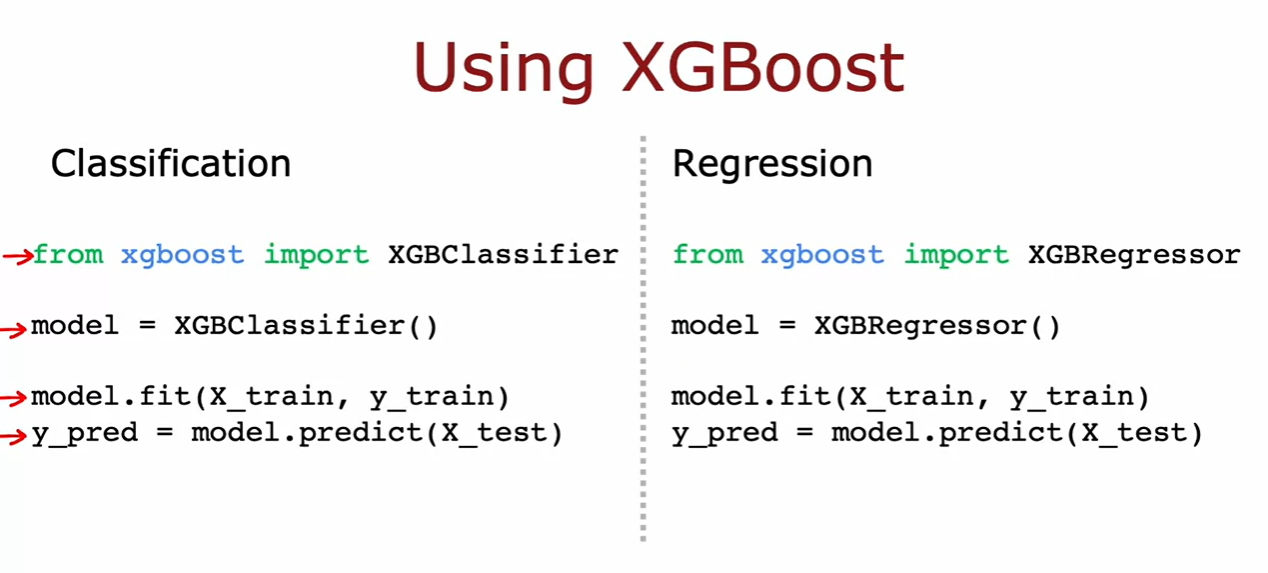 Using XGBoost
Classification
from xgboost import XGBClassifier
model = XGBClassifier()
model.fit(X_train, y_train)
y_pred = model.predict(X_test)
Regression
from xgboost import XGBRegressor
model = XGBRegressor()
model.fit(X_train, y_train)
y_pred = model.predict(X_test)